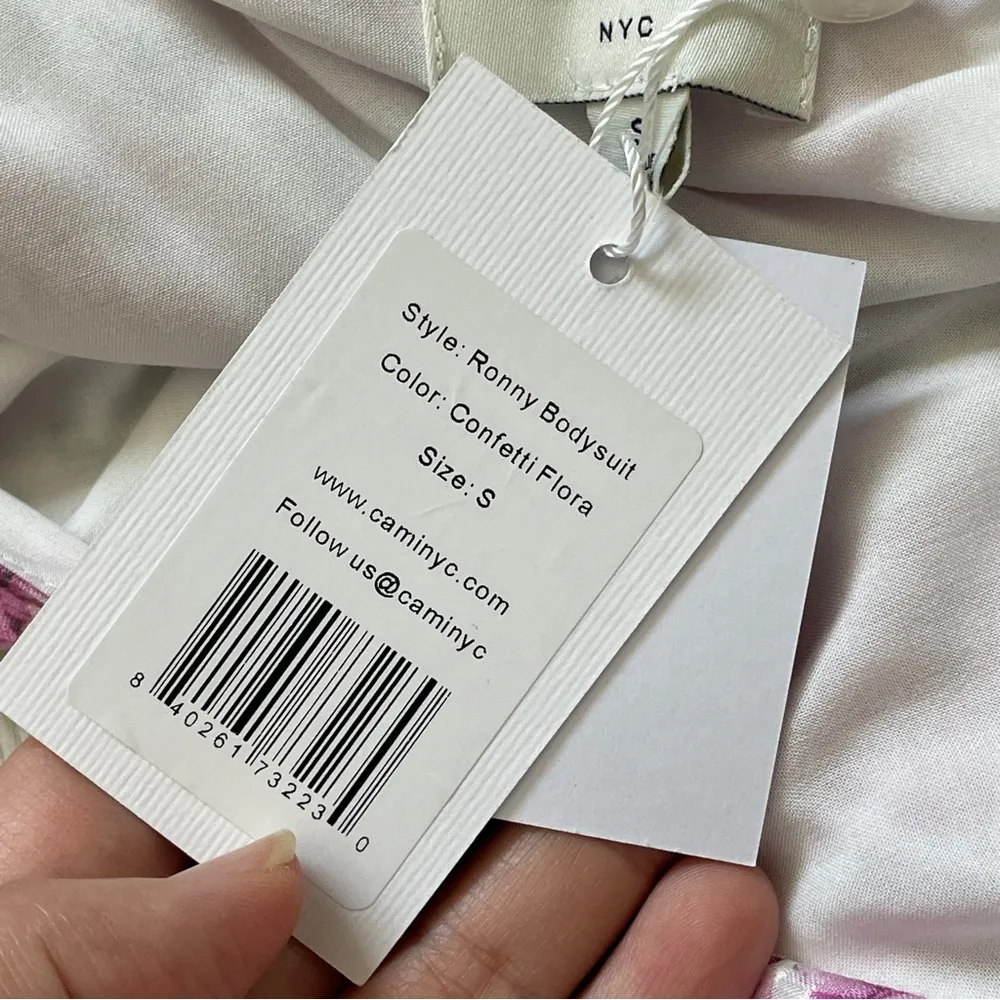 NYC
S
Style: Ronny Bodysuit
Color: Confetti Flora
Size: S
www.caminyc.com
Follow us@caminyc
8 40261 73223 0